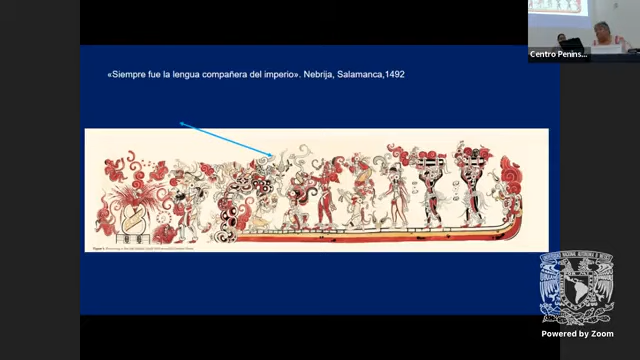 «Siempre fue la lengua compañera del imperio». Nebrija, Salamanca,1492
Centro Penins...
Powered by Zoom